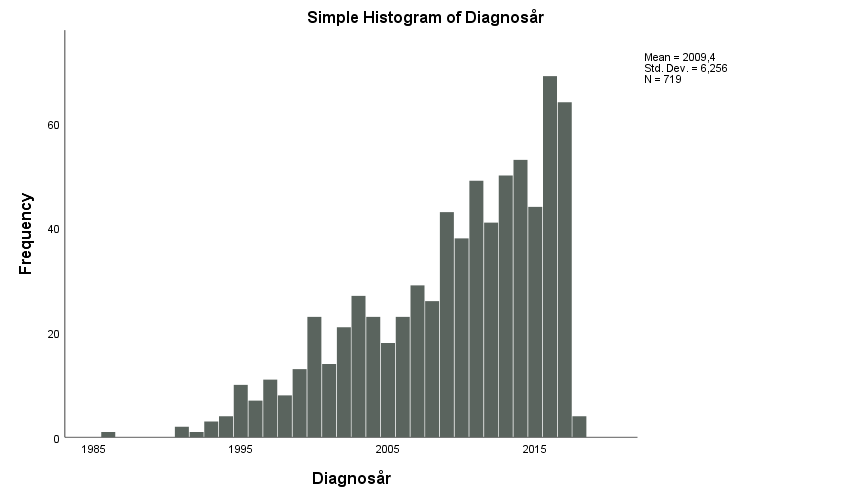 Simple Histogram of Diagnosår
Mean = 2009,4
Std. Dev. = 6,256
N = 719
Frequency
60
40
20
0
1985 1995 2005 2015
Diagnosår